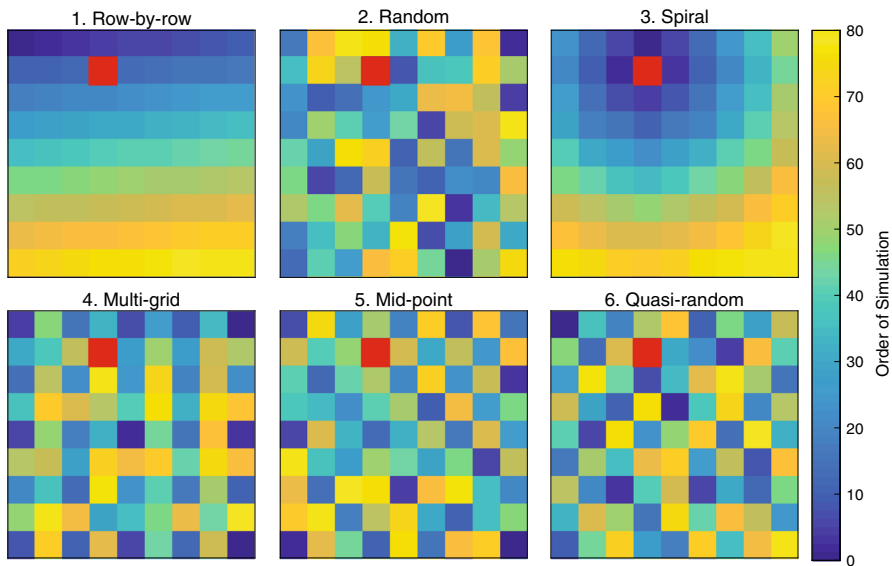 1. Row-by-row
2. Random
3. Spiral
4. Multi-grid
5. Mid-point
6. Quasi-random
80
70
60
50
40
30
20
10
0
Order of Simulation